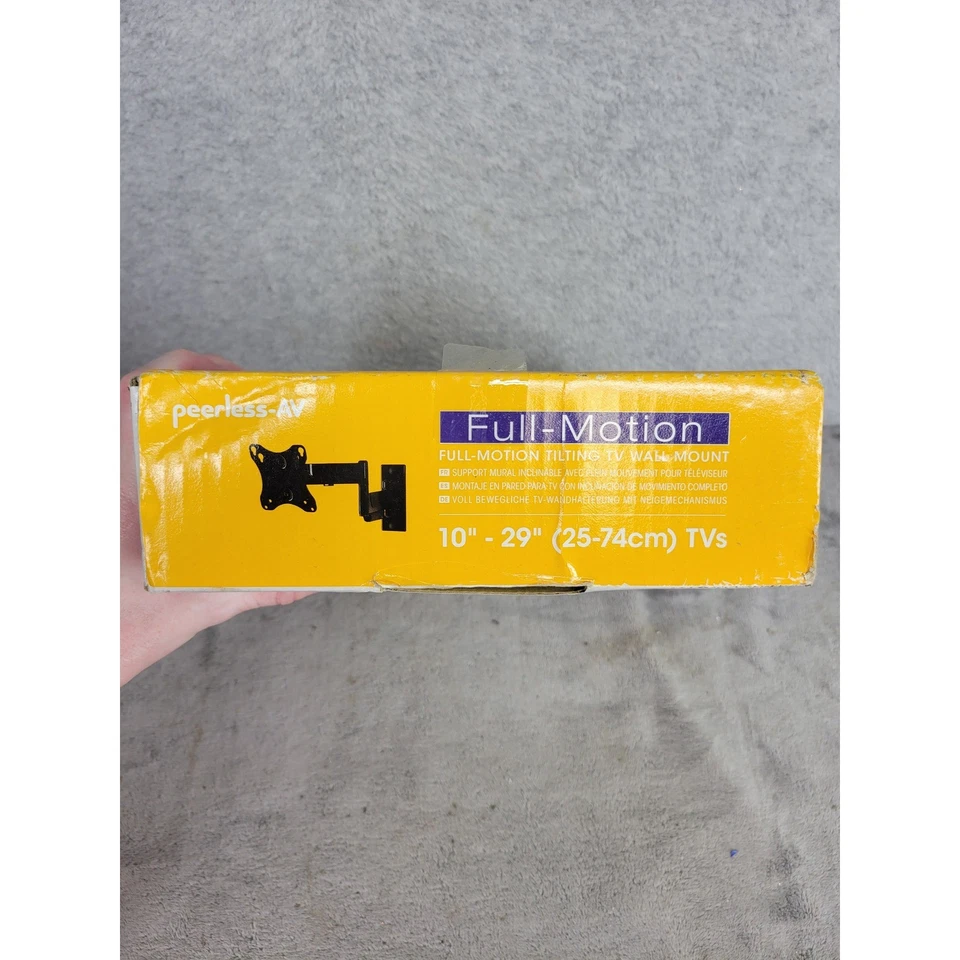 peerless-AV
Full-Motion
FULL-MOTION TILTING TV WALL MOUNT
FR SUPPORT MURAL INCLINABLE AVEC PLEIN MOUVEMENT POUR TÉLÉVISEUR
ES MONTAJE EN PARED PARA TV CON INCLINACIÓN DE MOVIMIENTO COMPLETO
DE VOLL BEWEGLICHE TV-WANDHALTERUNG MIT NEIGEMECHANISMUS
10" - 29" (25-74cm) TVs